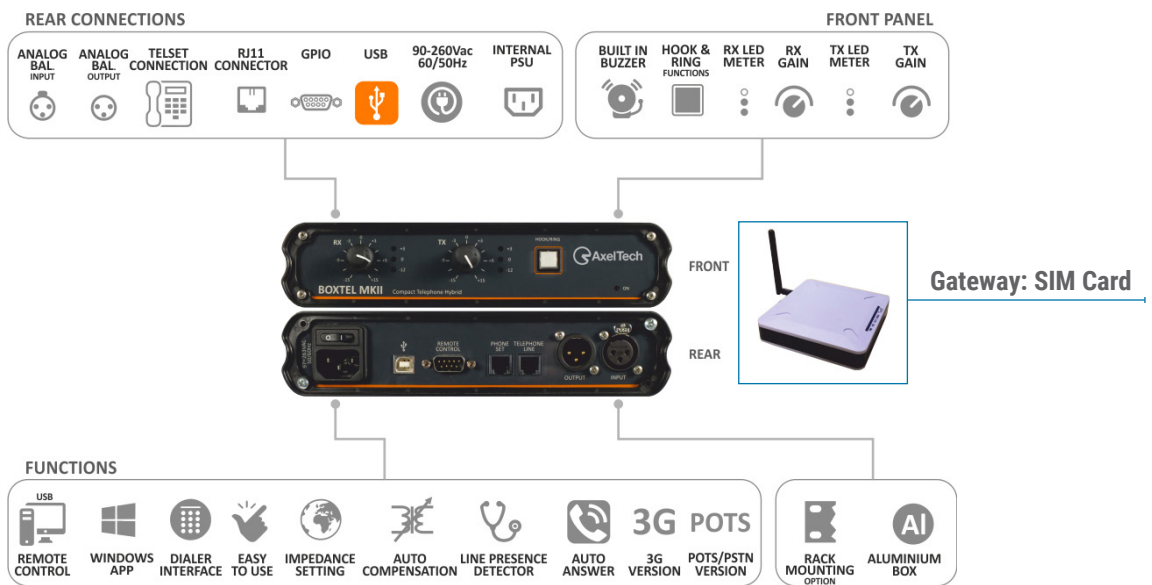 REAR CONNECTIONS
FRONT PANEL
ANALOG
BAL.
INPUT
ANALOG
BAL.
OUTPUT
TELSET
CONNECTION
RJ11
CONNECTOR
GPIO
USB
90-260Vac
60/50Hz
INTERNAL
PSU
BUILT IN
BUZZER
HOOK &
RING
FUNCTIONS
RX LED
METER
RX
GAIN
TX LED
METER
TX
GAIN
RX
TX
HOOK/RING
AxelTech
ON
BOXTEL MKII
Compact Telephone Hybrid
FRONT
Gateway: SIM Card
REMOTE
CONTROL
PHONE
SET
TELEPHONE
LINE
OUTPUT
INPUT
REAR
FUNCTIONS
USB
REMOTE
CONTROL
WINDOWS
APP
DIALER
INTERFACE
EASY
TO USE
IMPEDANCE
SETTING
AUTO
COMPENSATION
LINE PRESENCE
DETECTOR
AUTO
ANSWER
3G
3G
VERSION
POTS
POTS/PSTN
VERSION
RACK
MOUNTING
OPTION
Al
ALUMINIUM
BOX